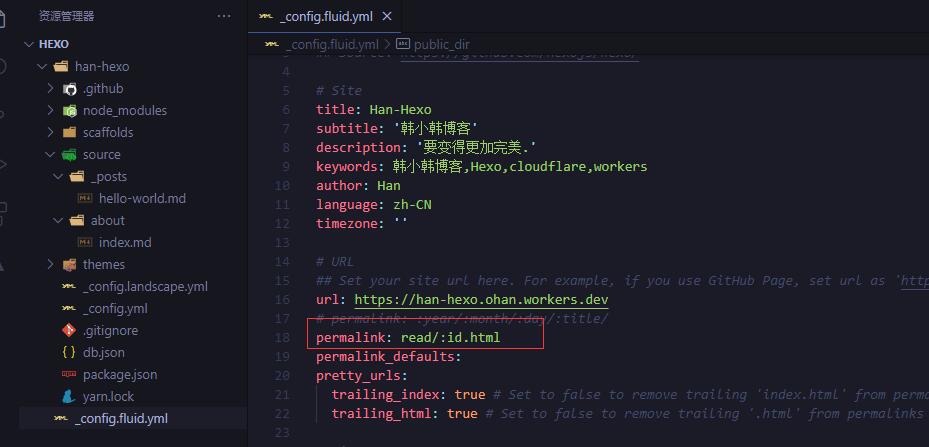 资源管理器
···
HEXO
han-hexo
.github
node_modules
scaffolds
source
_posts
hello-world.md
about
index.md
themes
_config.landscape.yml
_config.yml
.gitignore
db.json
package.json
yarn.lock
_config.fluid.yml
_config.fluid.yml
_config.fluid.yml > public_dir
3 ## Source: https://github.com/hexojs/hexo/
4
5 # Site
6 title: Han-Hexo
7 subtitle: '韩小韩博客'
8 description: '要变得更加完美.'
9 keywords: 韩小韩博客,Hexo,cloudflare,workers
10 author: Han
11 language: zh-CN
12 timezone: ''
13
14 # URL
15 ## Set your site url here. For example, if you use GitHub Page, set url as 'http
16 url: https://han-hexo.ohan.workers.dev
17 # permalink: :year/:month/:day/:title/
18 permalink: read/:id.html
19 permalink_defaults:
20 pretty_urls:
21 trailing_index: true # Set to false to remove trailing 'index.html' from perma
22 trailing_html: true # Set to false to remove trailing '.html' from permalinks
23